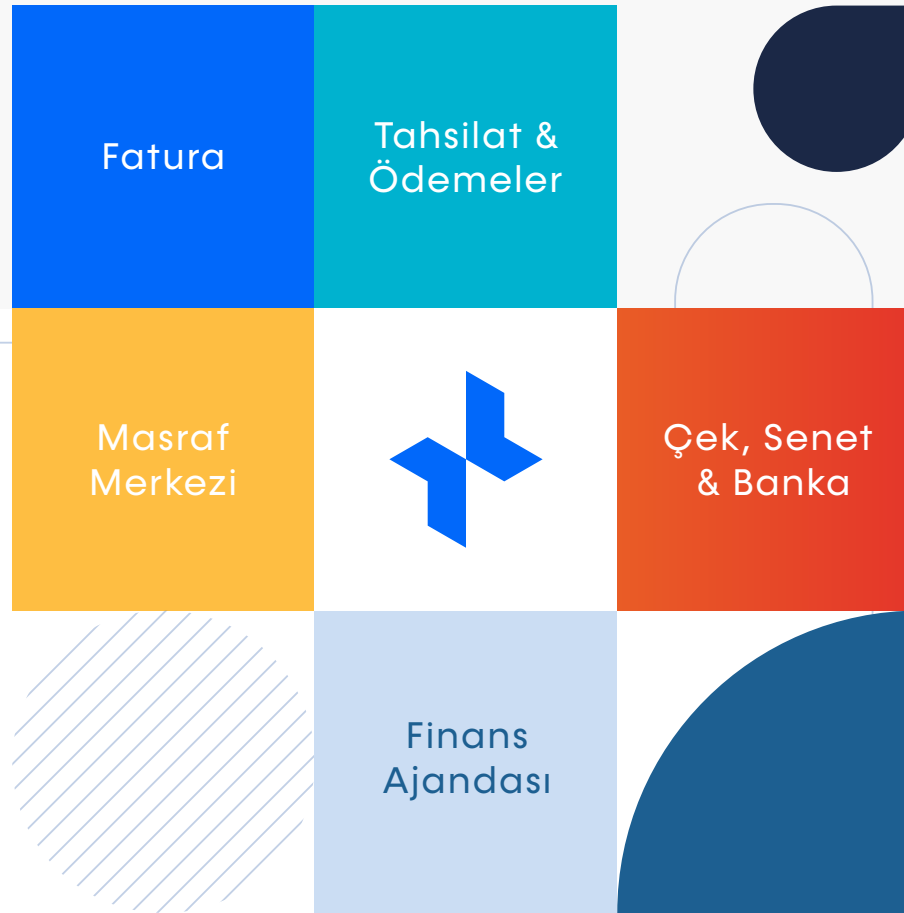 Fatura
Tahsilat &
Ödemeler
Masraf
Merkezi
Çek, Senet
& Banka
Finans
Ajandası